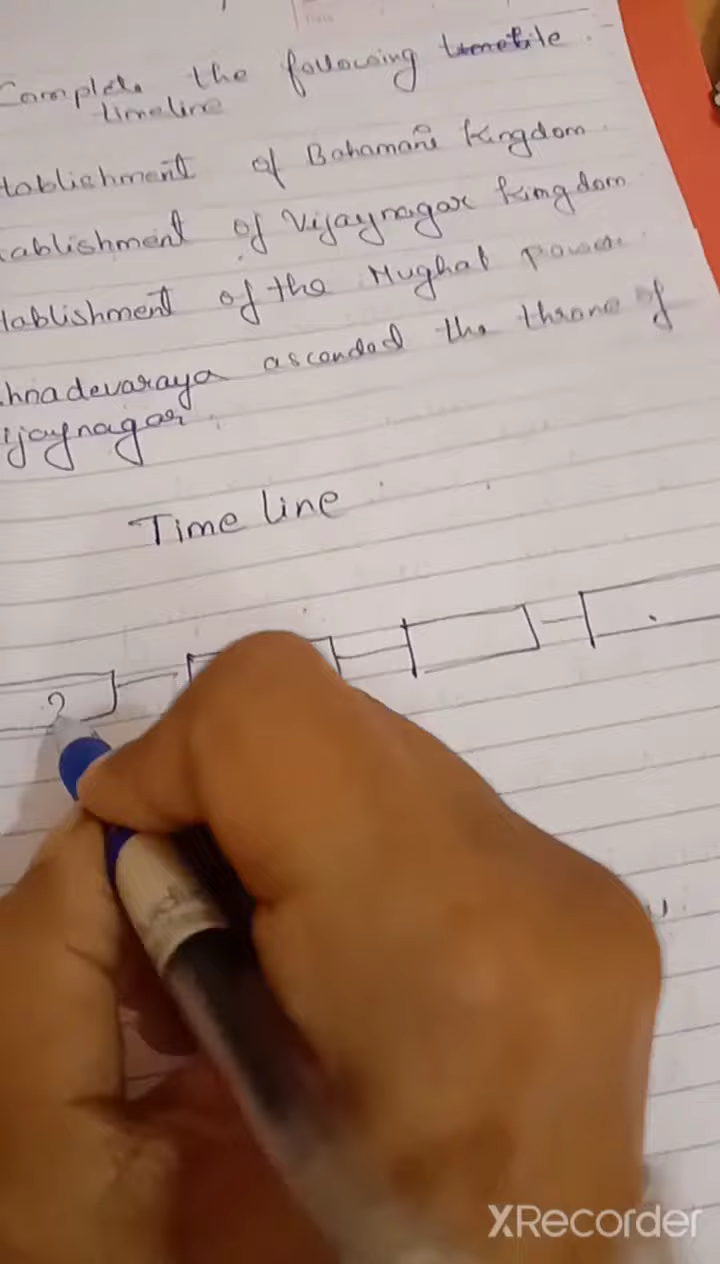 Complete the following
timeline
tablishment of Bahamani Kingdom.
ablishment of Vijaynagar Kingdom
tablishment of the Mughal power.
hnadevaraya ascended the throne of
ijaynagar.
Time line
?
XRecorder